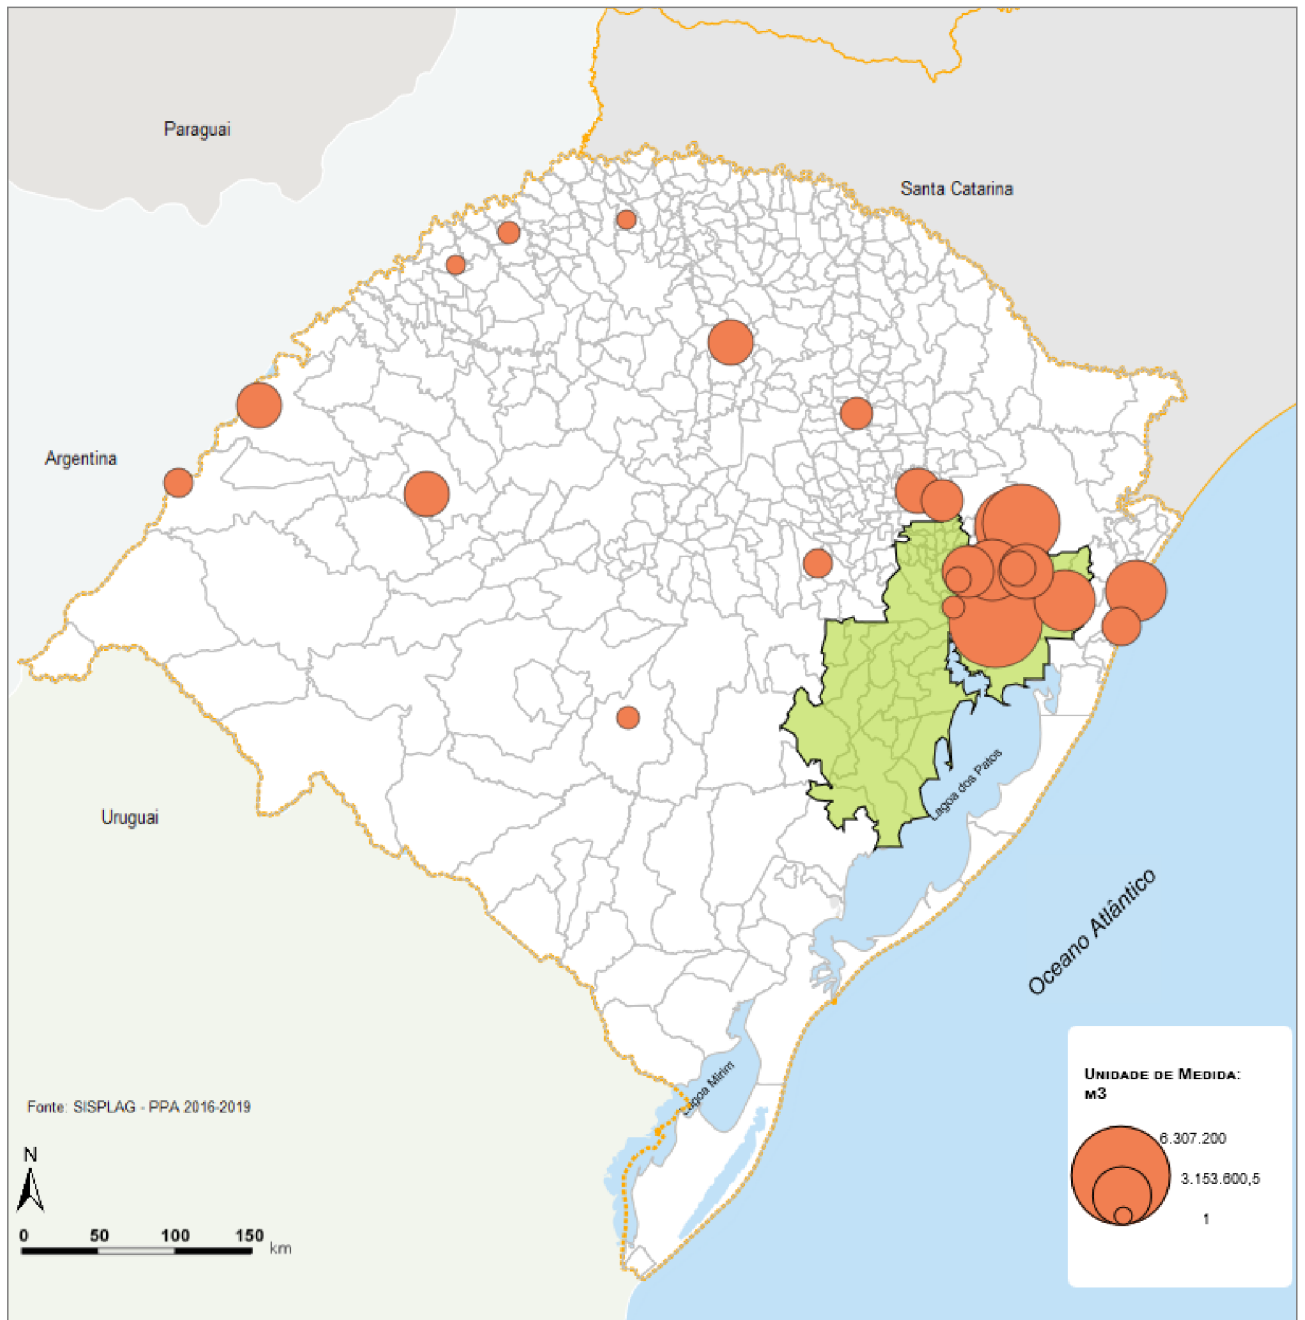 Paraguai
Santa Catarina
Argentina
Uruguai
Lagoa dos Patos
Oceano Atlântico
Lagoa Mirim
Fonte: SISPLAG - PPA 2016-2019
N
0 50 100 150
km
UNIDADE DE MEDIDA:
M3
6.307.200
3.153.600,5
1